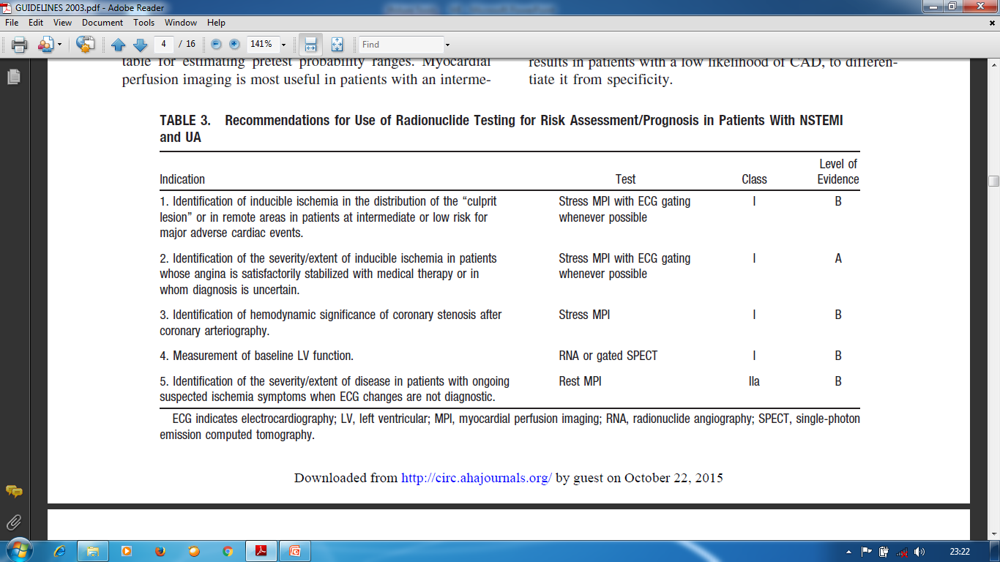 GUIDELINES 2003.pdf - Adobe Reader
File Edit View Document Tools Window Help
4 / 16 141% Find
table for estimating pretest probability ranges. Myocardial
perfusion imaging is most useful in patients with an interme-
results in patients with a low likelihood of CAD, to differen-
tiate it from specificity.
TABLE 3. Recommendations for Use of Radionuclide Testing for Risk Assessment/Prognosis in Patients With NSTEMI
and UA
Level of
Indication Test Class Evidence
1. Identification of inducible ischemia in the distribution of the “culprit Stress MPI with ECG gating I B
lesion” or in remote areas in patients at intermediate or low risk for whenever possible
major adverse cardiac events.
2. Identification of the severity/extent of inducible ischemia in patients Stress MPI with ECG gating I A
whose angina is satisfactorily stabilized with medical therapy or in whenever possible
whom diagnosis is uncertain.
3. Identification of hemodynamic significance of coronary stenosis after Stress MPI I B
coronary arteriography.
4. Measurement of baseline LV function. RNA or gated SPECT I B
5. Identification of the severity/extent of disease in patients with ongoing Rest MPI IIa B
suspected ischemia symptoms when ECG changes are not diagnostic.
ECG indicates electrocardiography; LV, left ventricular; MPI, myocardial perfusion imaging; RNA, radionuclide angiography; SPECT, single-photon
emission computed tomography.
Downloaded from http://circ.ahajournals.org/ by guest on October 22, 2015
23:22